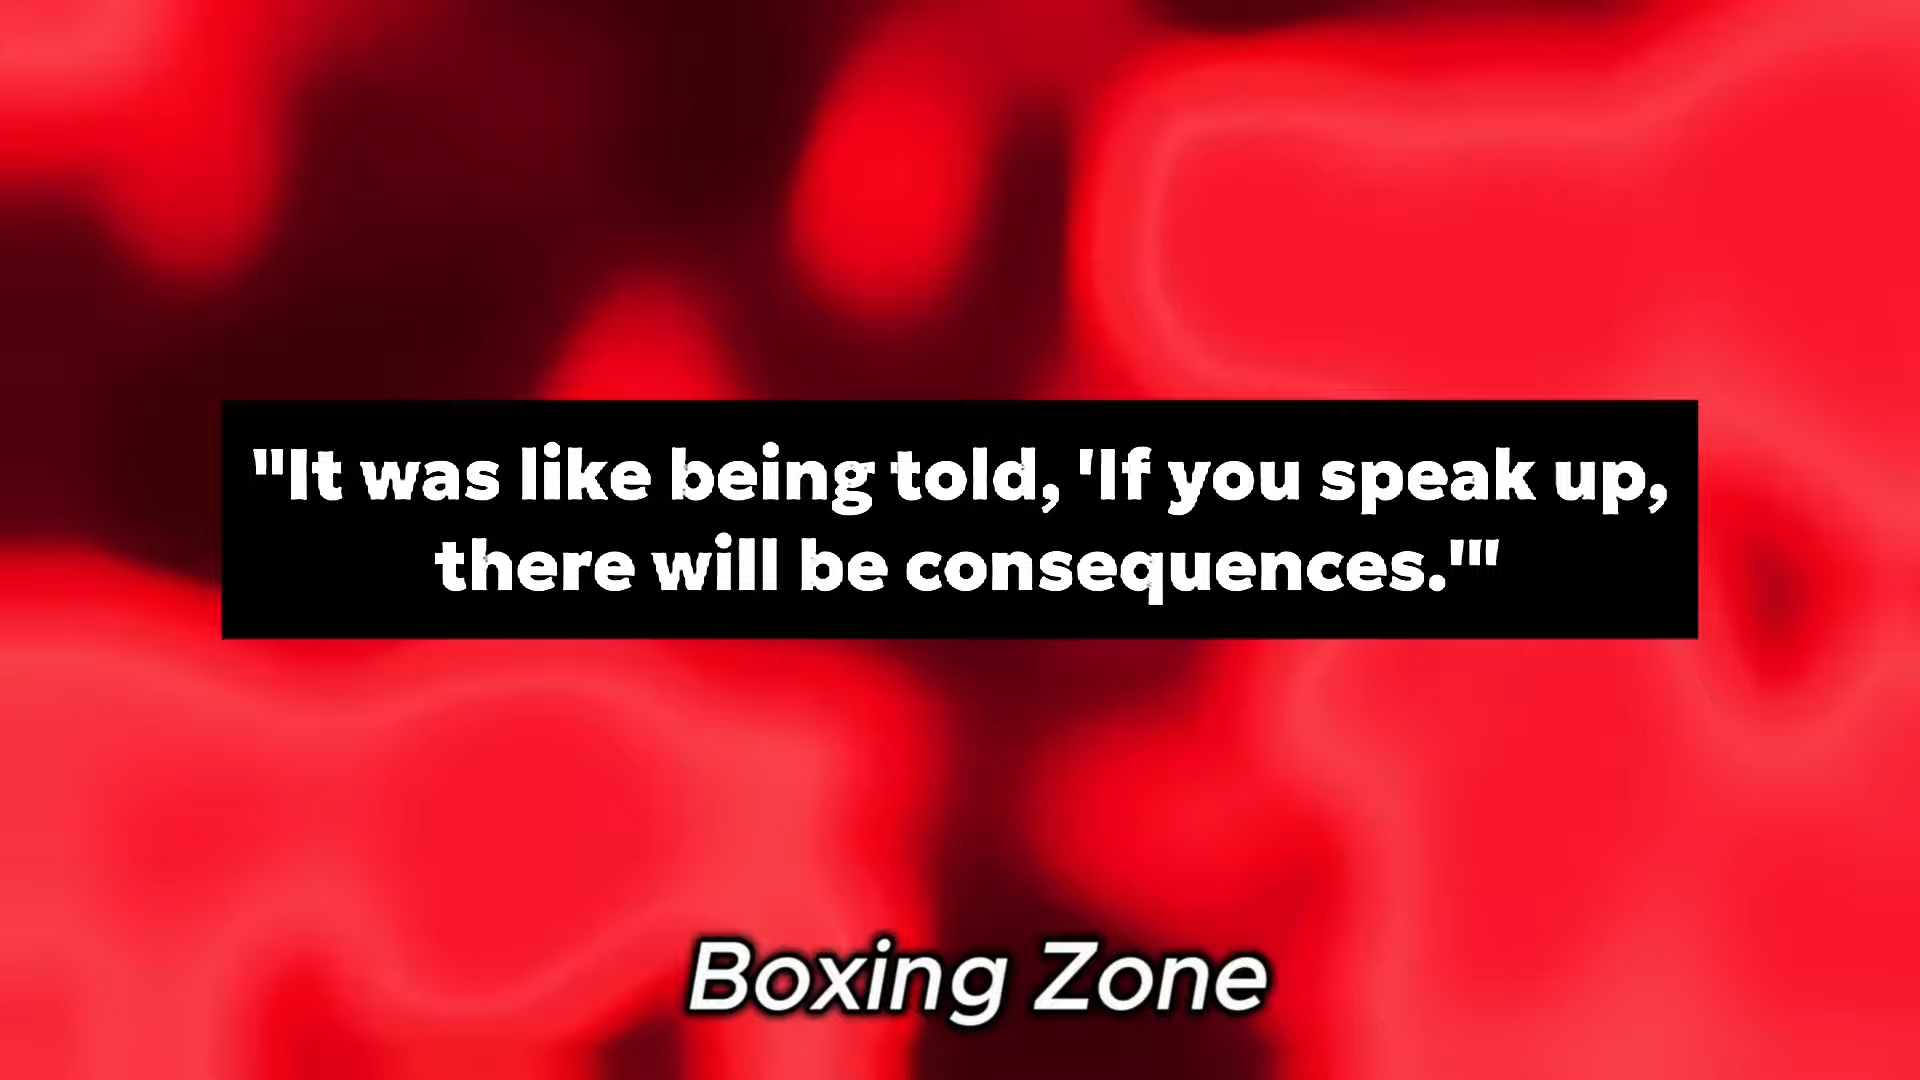 "It was like being told, 'If you speak up,
there will be consequences.'"
Boxing Zone